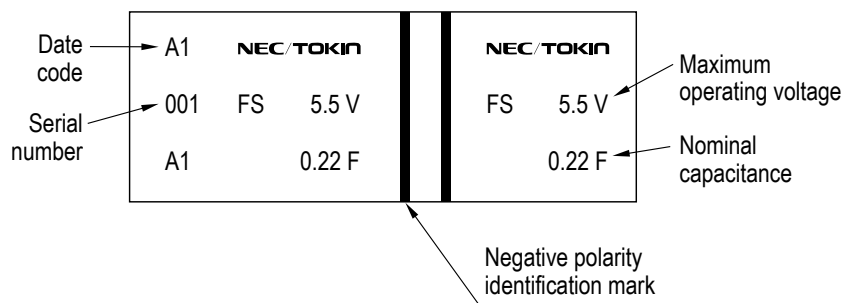 Date
code
A1 NEC/TOKIN
NEC/TOKIN
001 FS 5.5 V
FS 5.5 V
Maximum
operating voltage
Serial
number
A1 0.22 F
0.22 F
Nominal
capacitance
Negative polarity
identification mark